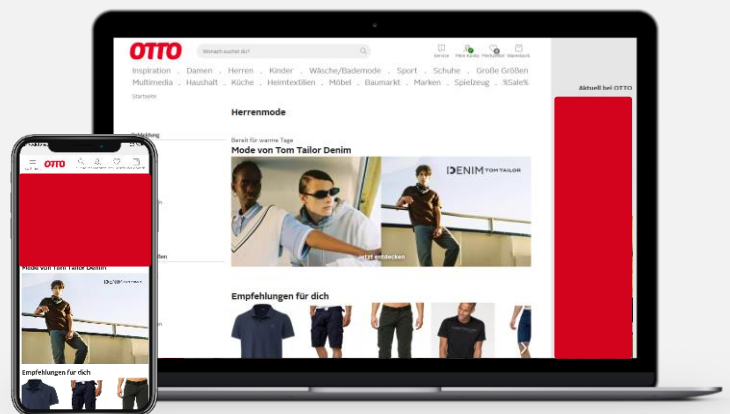 OTTO
Wonach suchst du?
Service Mein Konto Merkzettel Warenkorb
Inspiration . Damen . Herren . Kinder . Wäsche/Bademode . Sport . Schuhe . Große Größen
Multimedia . Haushalt . Küche . Heimtextilien . Möbel . Baumarkt . Marken . Spielzeug . %Sale%
Startseite
Aktuell bei OTTO
Herrenmode
Bereit für warme Tage
Mode von Tom Tailor Denim
DENIM TOM TAILOR
Jetzt entdecken
Empfehlungen für dich
OTTO
Mode von Tom Tailor Denim
DENIM
Empfehlungen für dich